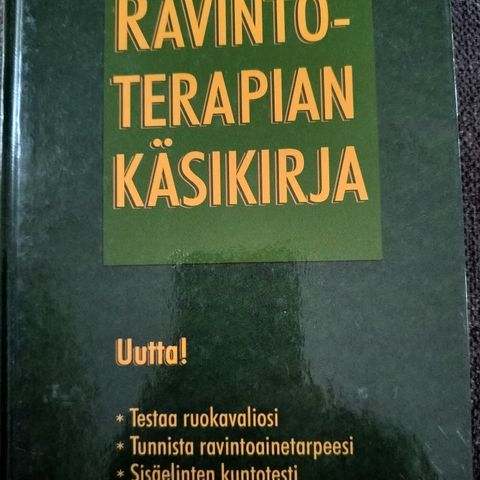 RAVINTO-
TERAPIAN
KÄSIKIRJA
Uutta!
* Testaa ruokavaliosi
* Tunnista ravintoainetarpeesi
* Sisäelinten kuntotesti